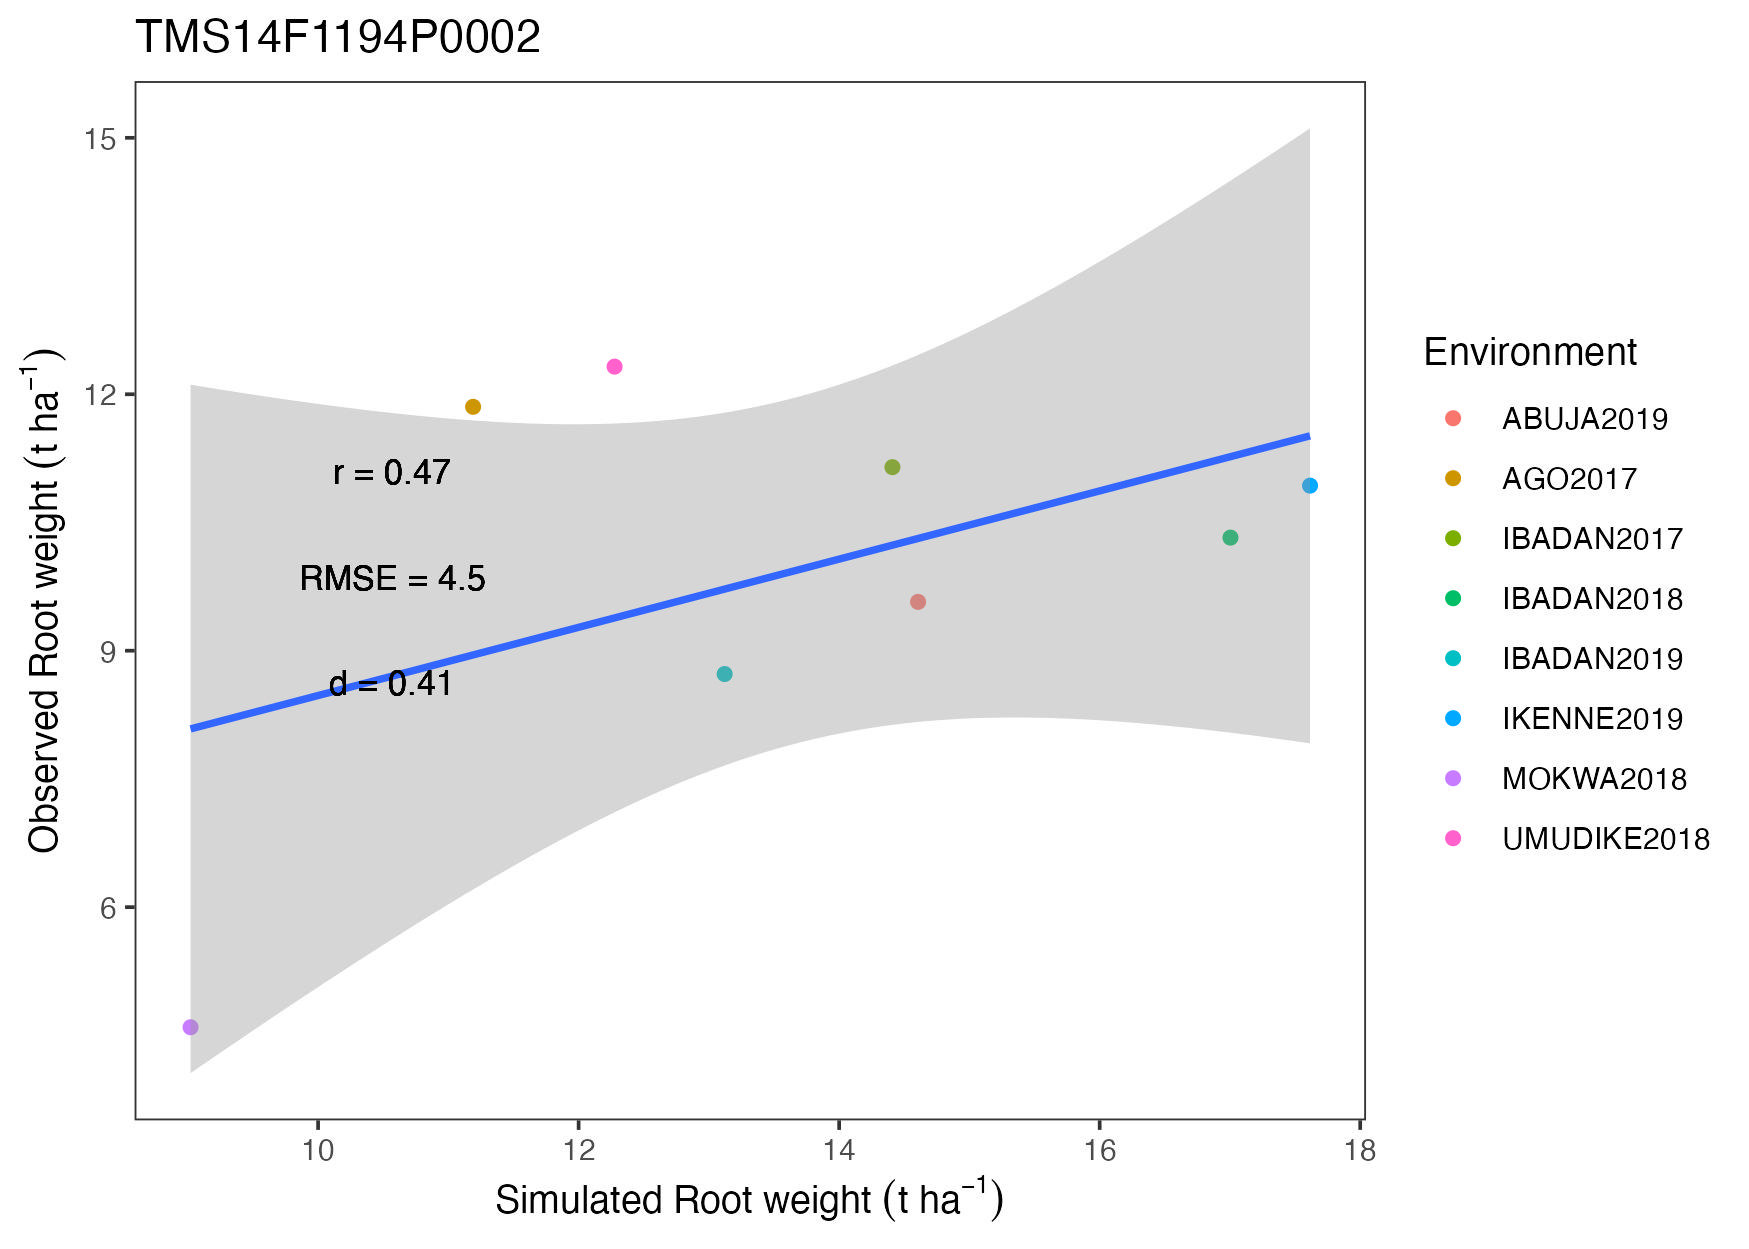 TMS14F1194P0002
15
12
9
6
Observed Root weight (t ha⁻¹)
r = 0.47
RMSE = 4.5
d = 0.41
10 12 14 16 18
Simulated Root weight (t ha⁻¹)
Environment
ABUJA2019
AGO2017
IBADAN2017
IBADAN2018
IBADAN2019
IKENNE2019
MOKWA2018
UMUDIKE2018